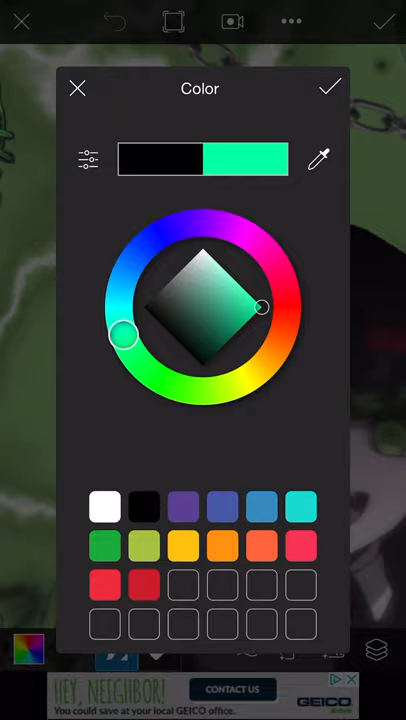 Color
HEY, NEIGHBOR!
You could save at your local GEICO office.
CONTACT US
GEICO